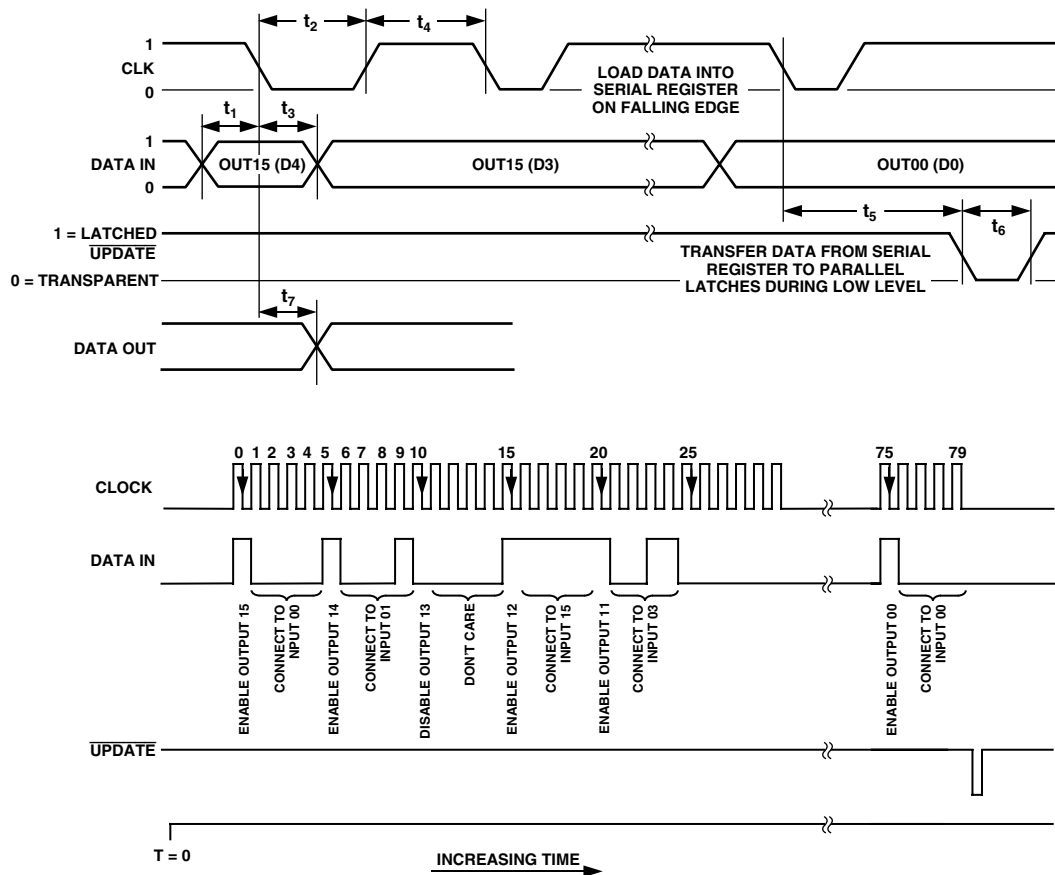 t2
t4
1
CLK
0
LOAD DATA INTO
SERIAL REGISTER
ON FALLING EDGE
t1
t3
1
DATA IN
0
OUT15 (D4)
OUT15 (D3)
OUT00 (D0)
t5
t6
1 = LATCHED
UPDATE
0 = TRANSPARENT
TRANSFER DATA FROM SERIAL
REGISTER TO PARALLEL
LATCHES DURING LOW LEVEL
t7
DATA OUT
0 1 2 3 4 5 6 7 8 9 10 15 20 25 75 79
CLOCK
DATA IN
ENABLE OUTPUT 15
CONNECT TO
NPUT 00
ENABLE OUTPUT 14
CONNECT TO
INPUT 01
DISABLE OUTPUT 13
DON'T CARE
ENABLE OUTPUT 12
CONNECT TO
INPUT 15
ENABLE OUTPUT 11
CONNECT TO
INPUT 03
ENABLE OUTPUT 00
CONNECT TO
INPUT 00
UPDATE
T = 0
INCREASING TIME